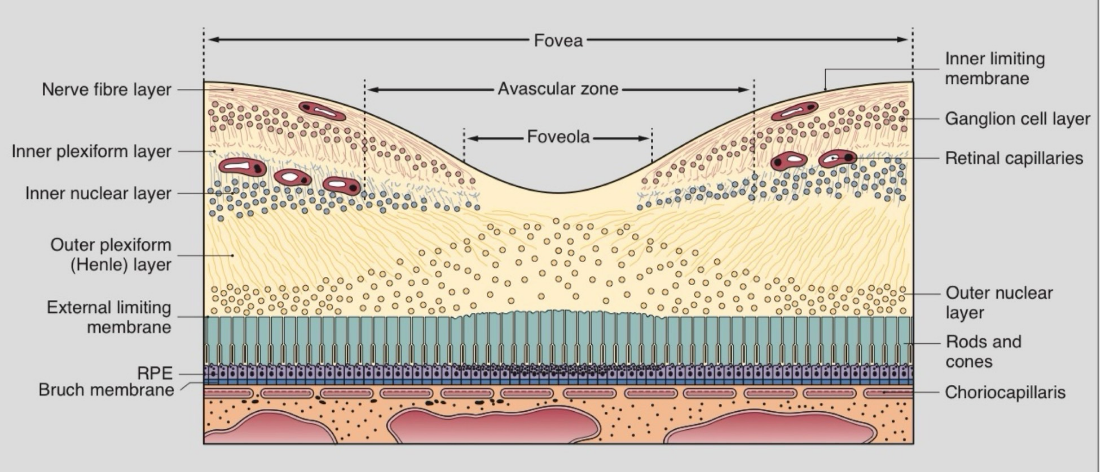 Fovea
Avascular zone
Foveola
Nerve fibre layer
Inner plexiform layer
Inner nuclear layer
Outer plexiform
(Henle) layer
External limiting
membrane
RPE
Bruch membrane
Inner limiting
membrane
Ganglion cell layer
Retinal capillaries
Outer nuclear
layer
Rods and
cones
Choriocapillaris